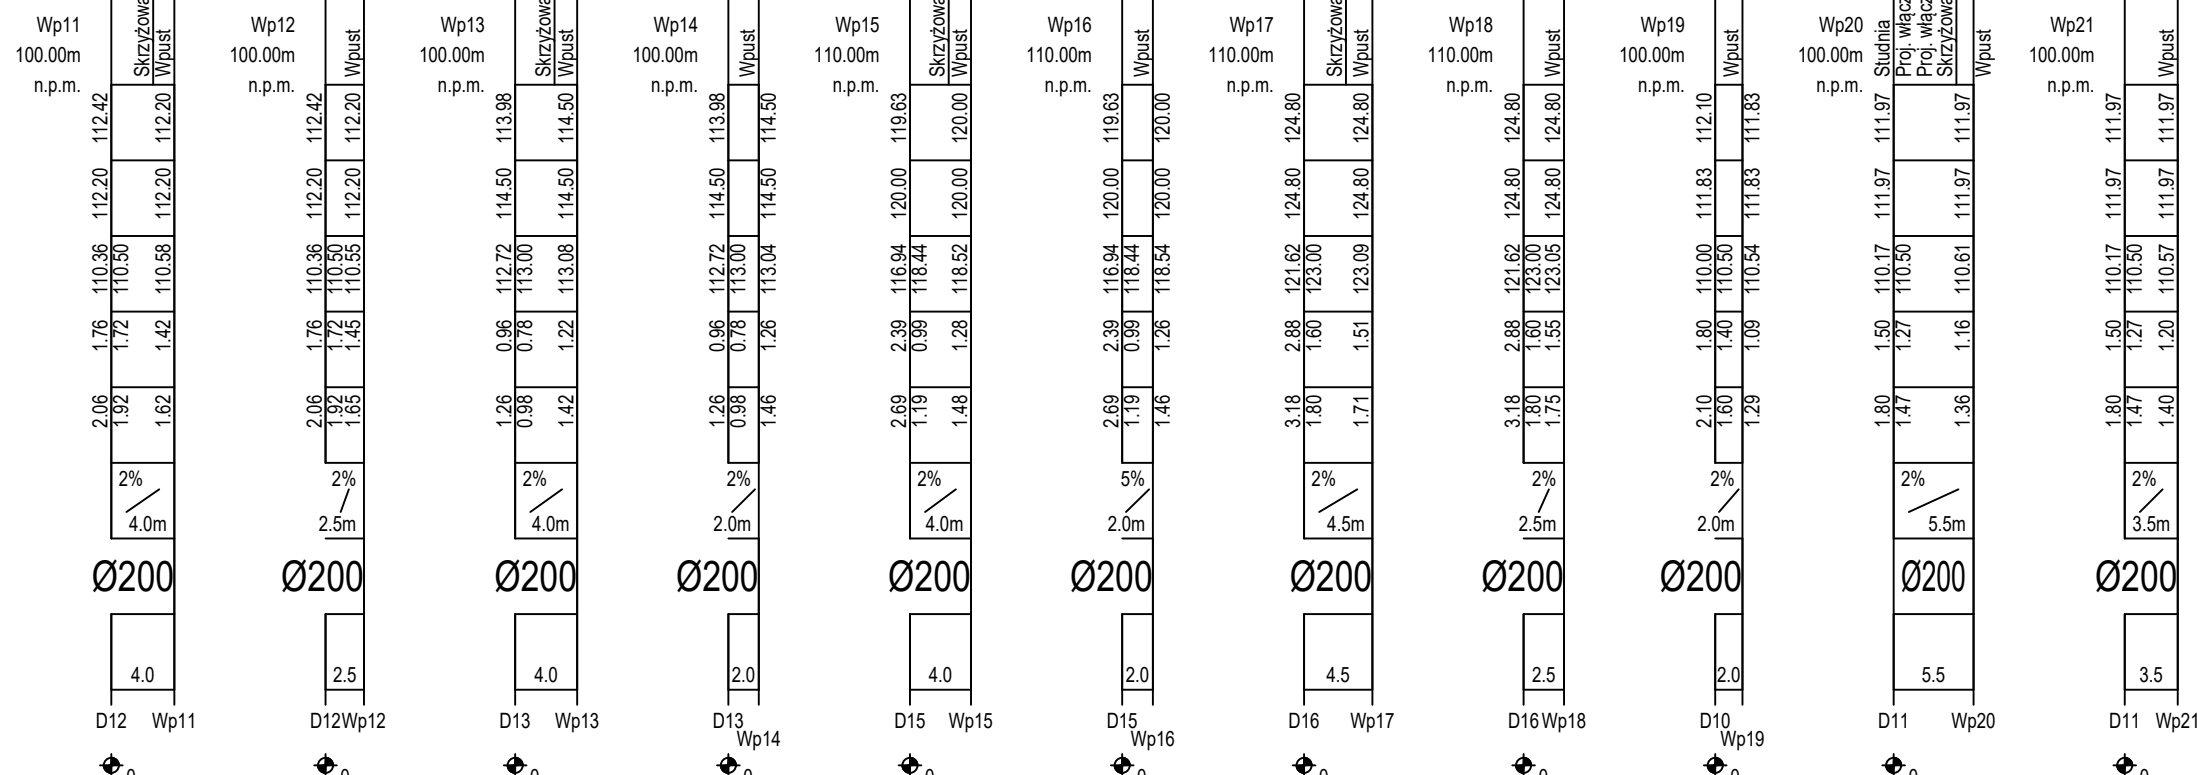 Wp11
100.00m
n.p.m.
Wpust
112.42
112.20
112.20
112.20
110.36
110.50
110.58
1.76
1.72
1.42
2.06
1.92
1.62
2%
4.0m
Ø200
4.0
D12
Wp11
Wp12
100.00m
n.p.m.
Wpust
112.42
112.20
112.20
112.20
110.36
110.50
110.55
1.76
1.72
1.45
2.06
1.92
1.65
2%
2.5m
Ø200
2.5
D12
Wp12
Wp13
100.00m
n.p.m.
Wpust
113.98
114.50
114.50
114.50
112.72
113.00
113.08
0.96
0.78
1.22
1.26
0.98
1.42
2%
4.0m
Ø200
4.0
D13
Wp13
Wp14
100.00m
n.p.m.
Wpust
113.98
114.50
114.50
114.50
112.72
113.00
113.04
0.96
0.78
1.26
1.26
0.98
1.46
2%
2.0m
Ø200
2.0
D13
Wp14
Wp15
110.00m
n.p.m.
Wpust
119.63
120.00
120.00
120.00
116.94
118.44
118.52
2.39
0.99
1.28
2.69
1.19
1.48
2%
4.0m
Ø200
4.0
D15
Wp15
Wp16
110.00m
n.p.m.
Wpust
119.63
120.00
120.00
120.00
116.94
118.44
118.54
2.39
0.99
1.26
2.69
1.19
1.46
5%
2.0m
Ø200
2.0
D15
Wp16
Wp17
110.00m
n.p.m.
Wpust
124.80
124.80
124.80
124.80
121.62
123.00
123.09
2.88
1.60
1.51
3.18
1.80
1.71
2%
4.5m
Ø200
4.5
D16
Wp17
Wp18
110.00m
n.p.m.
Wpust
124.80
124.80
124.80
124.80
121.62
123.00
123.05
2.88
1.60
1.55
3.18
1.80
1.75
2%
2.5m
Ø200
2.5
D16
Wp18
Wp19
100.00m
n.p.m.
Wpust
112.10
111.83
111.83
111.83
110.00
110.50
110.54
1.80
1.40
1.09
2.10
1.60
1.29
2%
2.0m
Ø200
2.0
D10
Wp19
Wp20
100.00m
n.p.m.
Studnia
Proj.
Proj.
Wpust
111.97
111.97
111.97
111.97
110.17
110.50
110.61
1.50
1.27
1.16
1.80
1.47
1.36
2%
5.5m
Ø200
5.5
D11
Wp20
Wp21
100.00m
n.p.m.
Wpust
111.97
111.97
111.97
111.97
110.17
110.50
110.57
1.50
1.27
1.20
1.80
1.47
1.40
2%
3.5m
Ø200
3.5
D11
Wp21